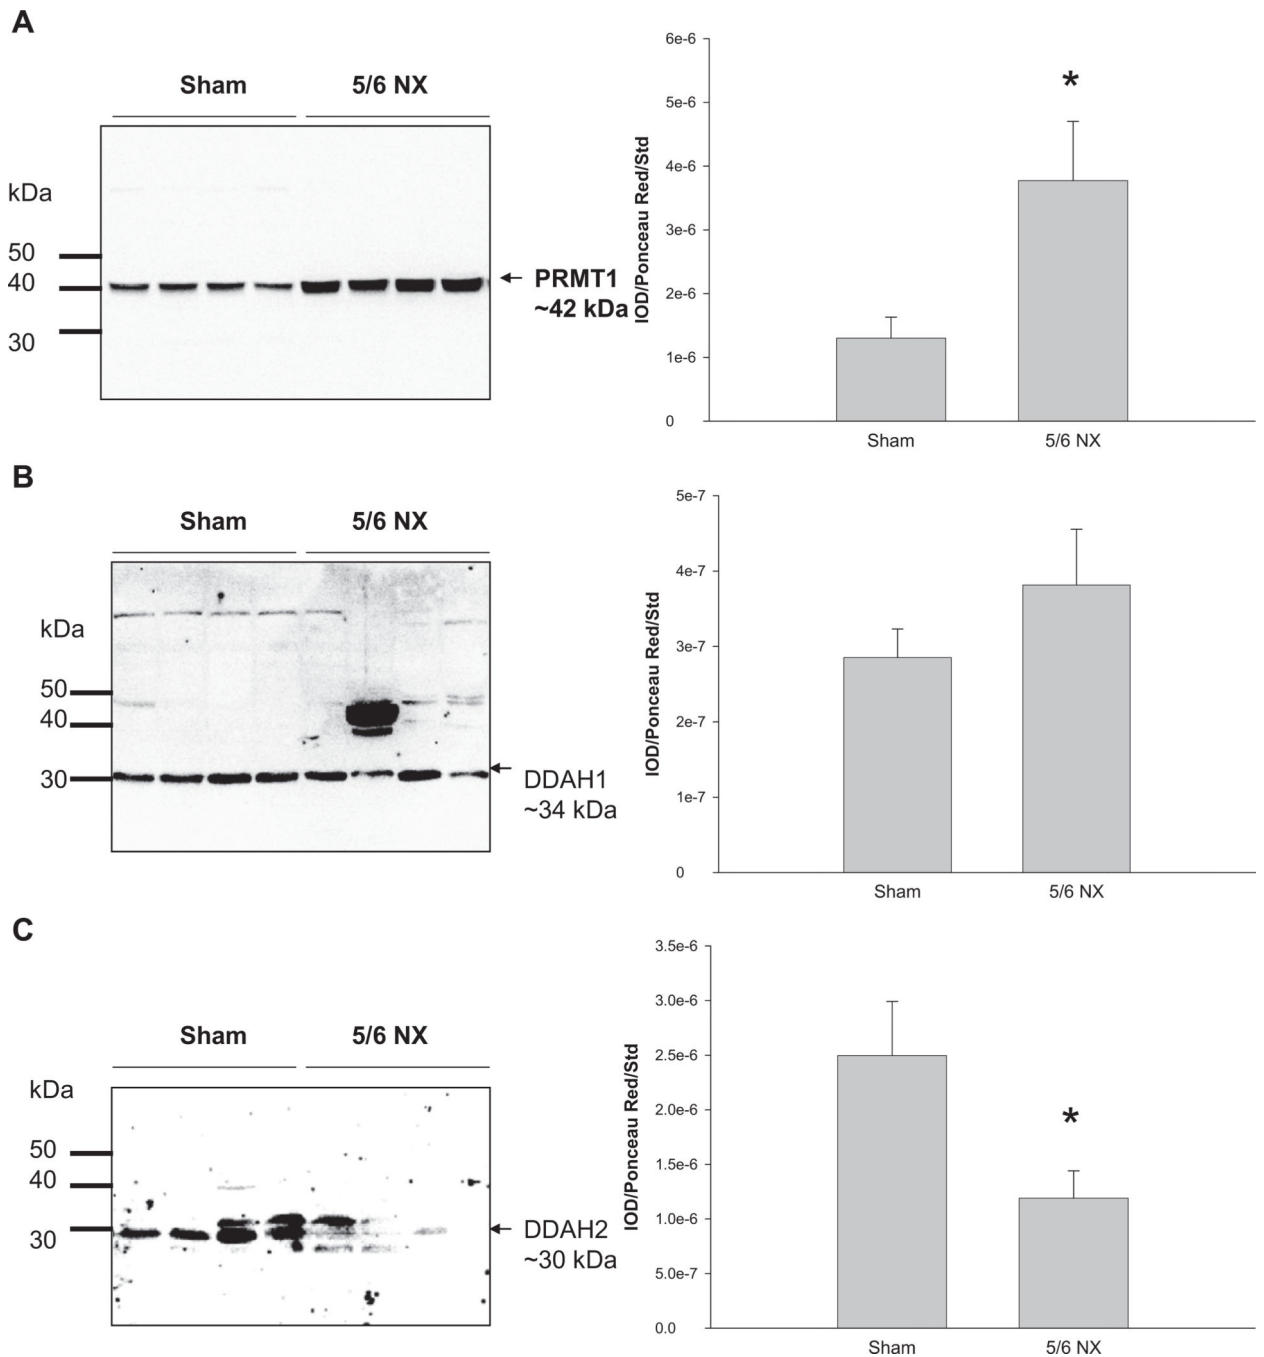 A
Sham 5/6 NX
kDa
50
40
30
PRMT1
~42 kDa
IOD/Ponceau Red/Std
6e-6
5e-6
4e-6
3e-6
2e-6
1e-6
0
*
Sham 5/6 NX
B
Sham 5/6 NX
kDa
50
40
30
DDAH1
~34 kDa
IOD/Ponceau Red/Std
5e-7
4e-7
3e-7
2e-7
1e-7
0
Sham 5/6 NX
C
Sham 5/6 NX
kDa
50
40
30
DDAH2
~30 kDa
IOD/Ponceau Red/Std
3.5e-6
3.0e-6
2.5e-6
2.0e-6
1.5e-6
1.0e-6
5.0e-7
0.0
*
Sham 5/6 NX